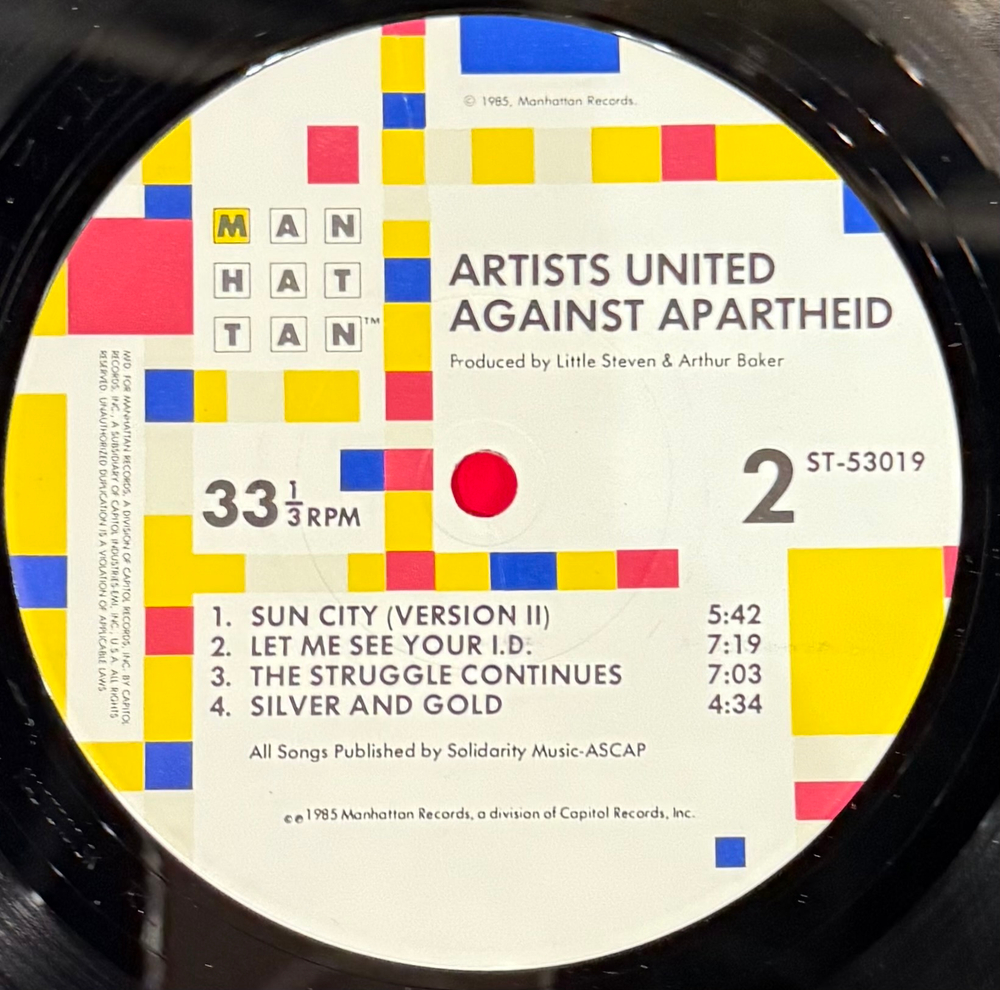 © 1985, Manhattan Records.
MAN
HAT
TAN™
ARTISTS UNITED
AGAINST APARTHEID
Produced by Little Steven & Arthur Baker
2 ST-53019
33 1/3 RPM
1. SUN CITY (VERSION II) 5:42
2. LET ME SEE YOUR I.D. 7:19
3. THE STRUGGLE CONTINUES 7:03
4. SILVER AND GOLD 4:34
All Songs Published by Solidarity Music-ASCAP
℗©1985 Manhattan Records, a division of Capitol Records, Inc.
MFD. FOR MANHATTAN RECORDS, A DIVISION OF CAPITOL RECORDS, INC. BY CAPITOL
RECORDS, INC., A SUBSIDIARY OF CAPITOL INDUSTRIES-EMI, INC., U.S.A. ALL RIGHTS
RESERVED. UNAUTHORIZED DUPLICATION IS A VIOLATION OF APPLICABLE LAWS